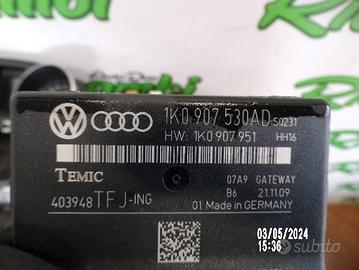 1K0 907 530AD S0231
HW: 1K0 907 951 HH16
TEMIC
07A9 GATEWAY
403948 TFJ-ING
B6 21.11.09
01 Made in GERMANY
03/05/2024
15:36
subito